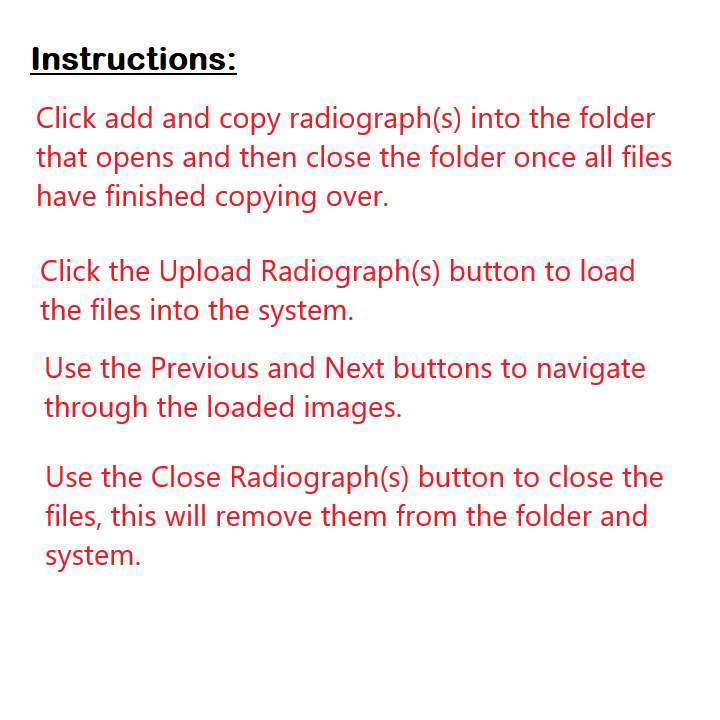 Instructions:
Click add and copy radiograph(s) into the folder
that opens and then close the folder once all files
have finished copying over.
Click the Upload Radiograph(s) button to load
the files into the system.
Use the Previous and Next buttons to navigate
through the loaded images.
Use the Close Radiograph(s) button to close the
files, this will remove them from the folder and
system.